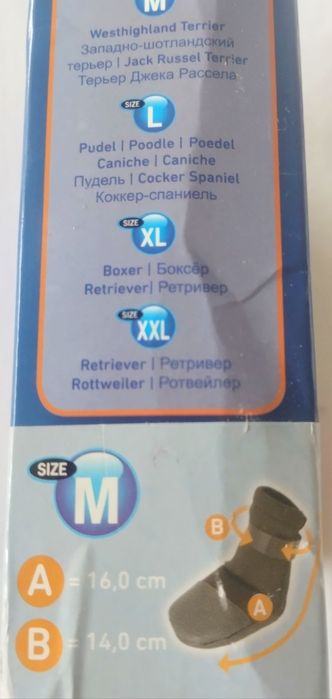 M
Westhighland Terrier
Западно-шотландский
терьер | Jack Russel Terrier
Терьер Джека Рассела
SIZE
L
Pudel | Poodle | Poedel
Caniche | Caniche
Пудель | Cocker Spaniel
Коккер-спаниель
SIZE
XL
Boxer | Боксёр
Retriever| Ретривер
SIZE
XXL
Retriever | Ретривер
Rottweiler | Ротвейлер
SIZE
M
A = 16,0 cm
B = 14,0 cm
B
A